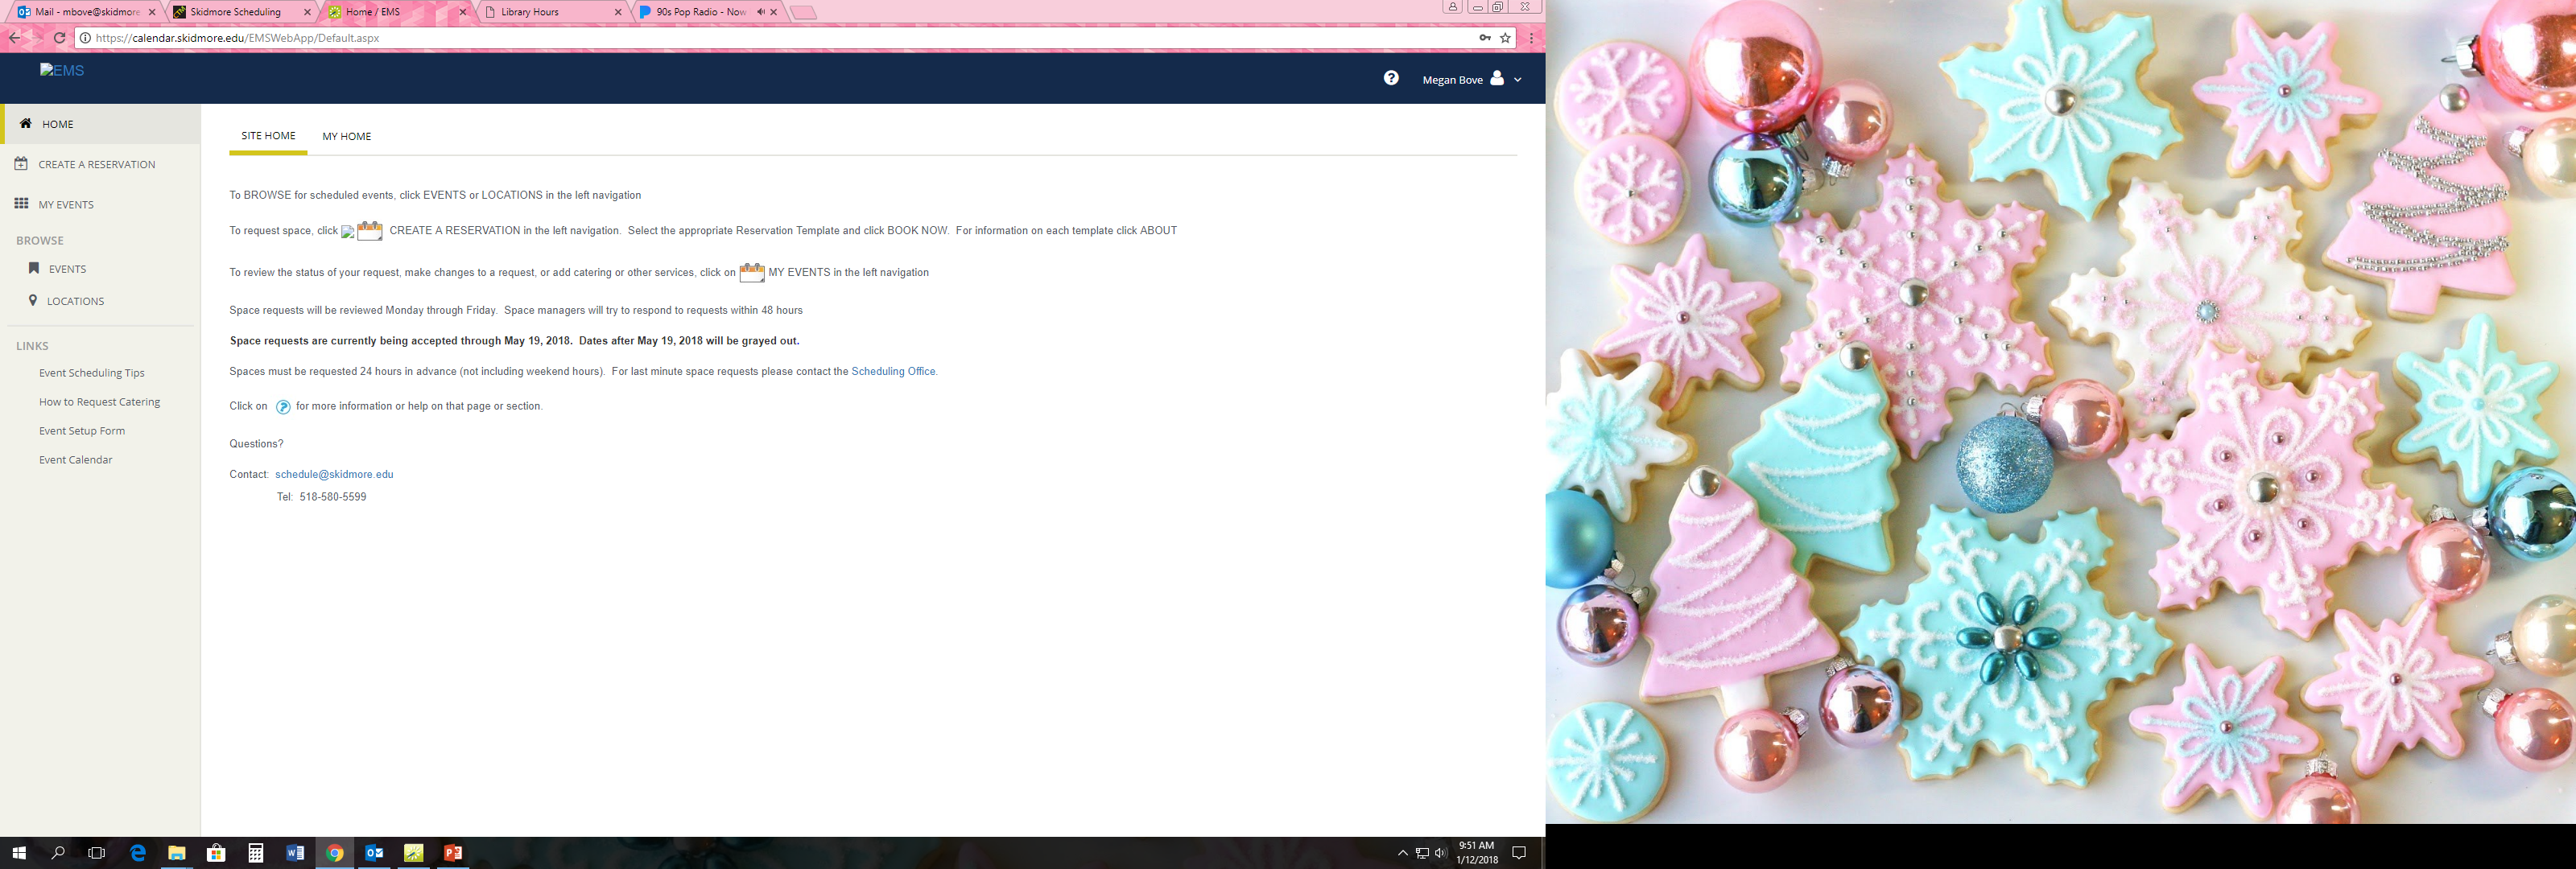 Mail - mbove@skidmore
Skidmore Scheduling
Home / EMS
Library Hours
90s Pop Radio - Now
https://calendar.skidmore.edu/EMSWebApp/Default.aspx
EMS
Megan Bove
HOME
CREATE A RESERVATION
MY EVENTS
BROWSE
EVENTS
LOCATIONS
LINKS
Event Scheduling Tips
How to Request Catering
Event Setup Form
Event Calendar
SITE HOME
MY HOME
To BROWSE for scheduled events, click EVENTS or LOCATIONS in the left navigation
To request space, click CREATE A RESERVATION in the left navigation. Select the appropriate Reservation Template and click BOOK NOW. For information on each template click ABOUT
To review the status of your request, make changes to a request, or add catering or other services, click on MY EVENTS in the left navigation
Space requests will be reviewed Monday through Friday. Space managers will try to respond to requests within 48 hours
Space requests are currently being accepted through May 19, 2018. Dates after May 19, 2018 will be grayed out.
Spaces must be requested 24 hours in advance (not including weekend hours). For last minute space requests please contact the Scheduling Office.
Click on ? for more information or help on that page or section.
Questions?
Contact: schedule@skidmore.edu
Tel: 518-580-5599
9:51 AM
1/12/2018